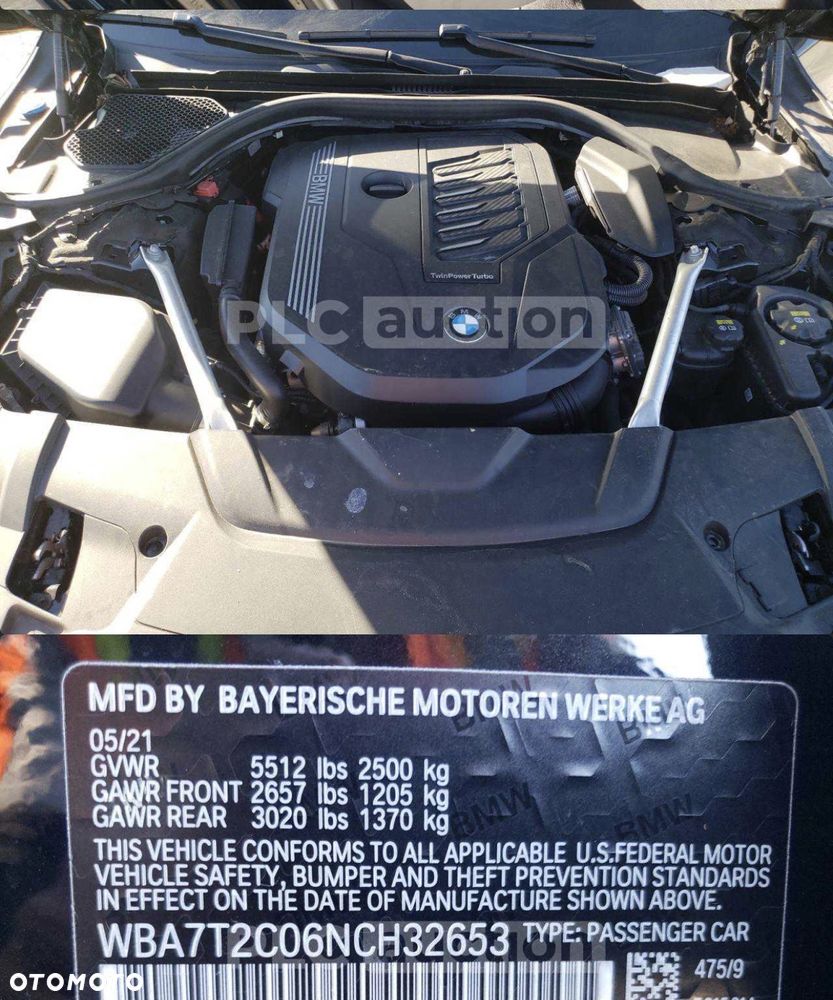 BMW
TwinPowerTurbo
BMW
PLC auction
MFD BY BAYERISCHE MOTOREN WERKE AG
05/21
GVWR 5512 lbs 2500 kg
GAWR FRONT 2657 lbs 1205 kg
GAWR REAR 3020 lbs 1370 kg
THIS VEHICLE CONFORMS TO ALL APPLICABLE U.S.FEDERAL MOTOR
VEHICLE SAFETY, BUMPER AND THEFT PREVENTION STANDARDS
IN EFFECT ON THE DATE OF MANUFACTURE SHOWN ABOVE.
WBA7T2C06NCH32653 TYPE: PASSENGER CAR
PLC auction
475/9
OTOMOTO